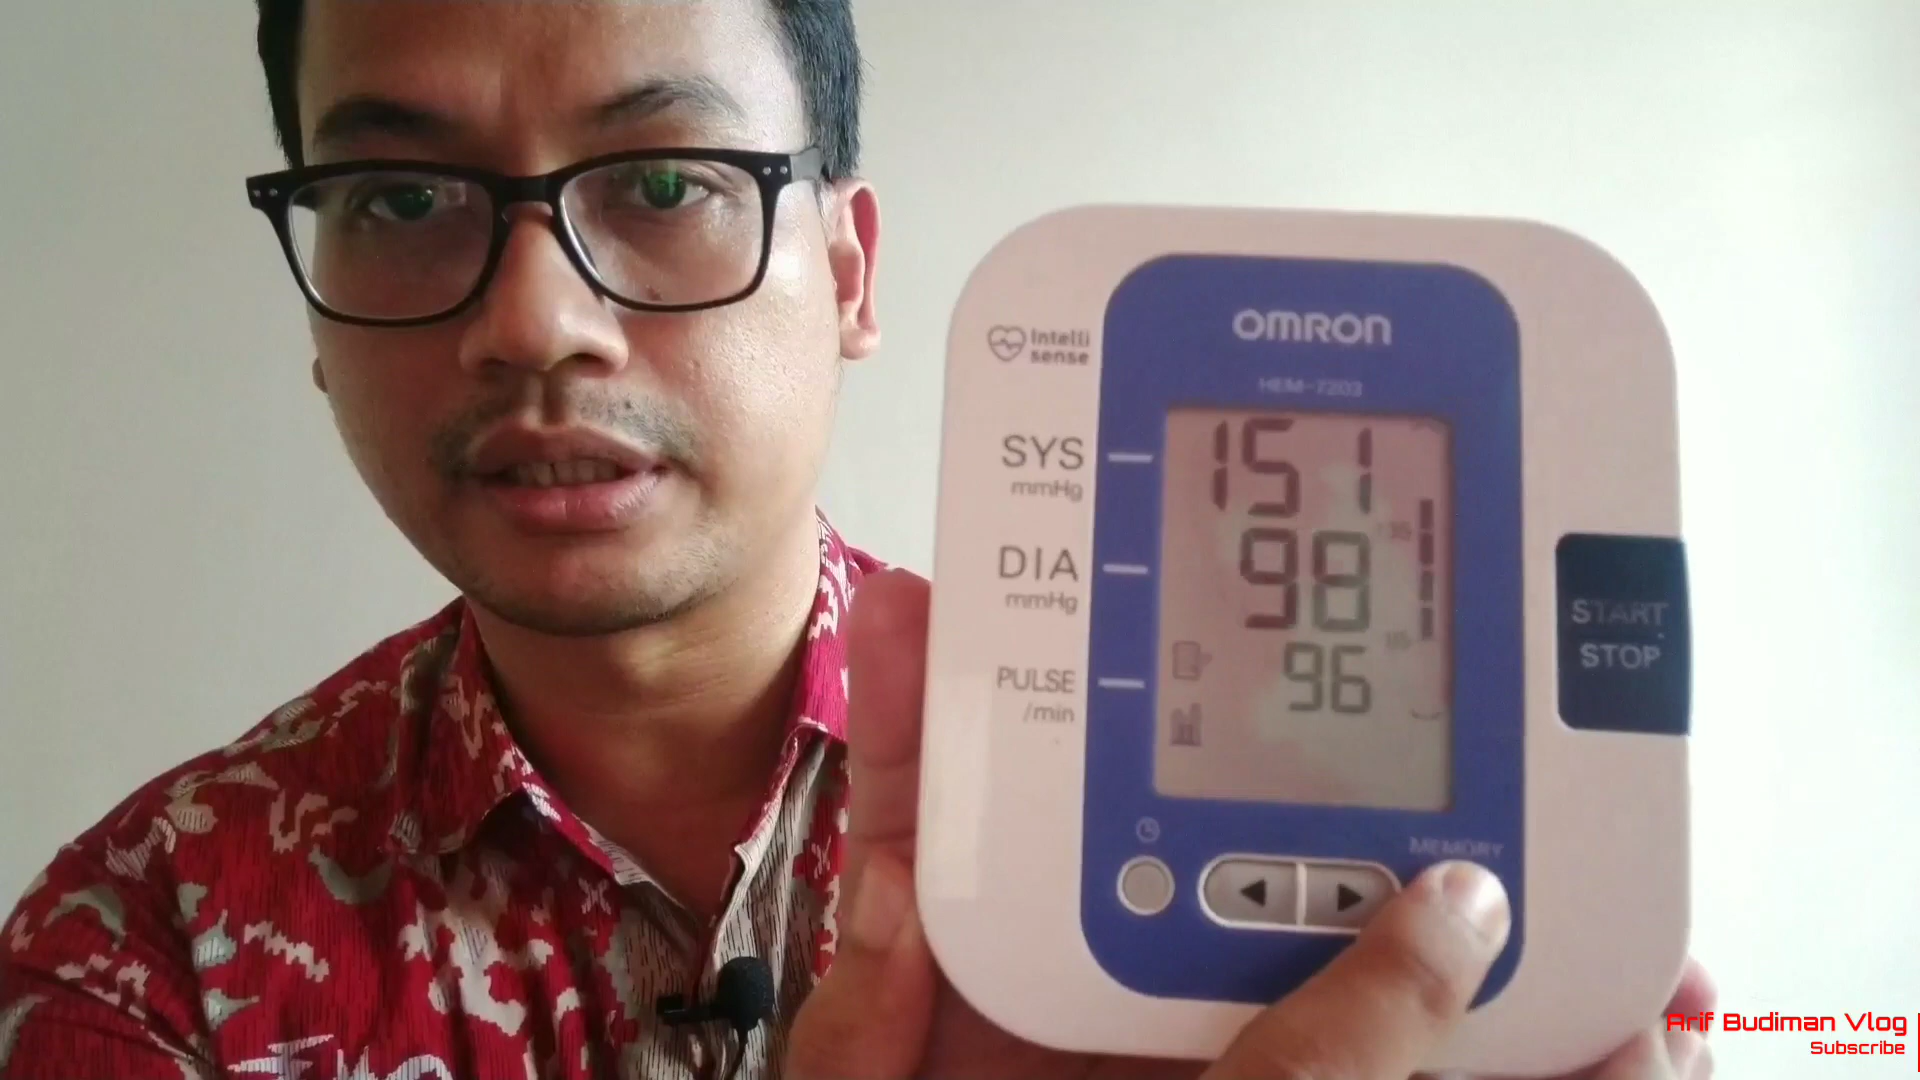 OMRON
Intelli
sense
HEM-7203
SYS
mmHg
151
DIA
mmHg
98
135
PULSE
/min
96
START
STOP
MEMORY
Arif Budiman Vlog
Subscribe